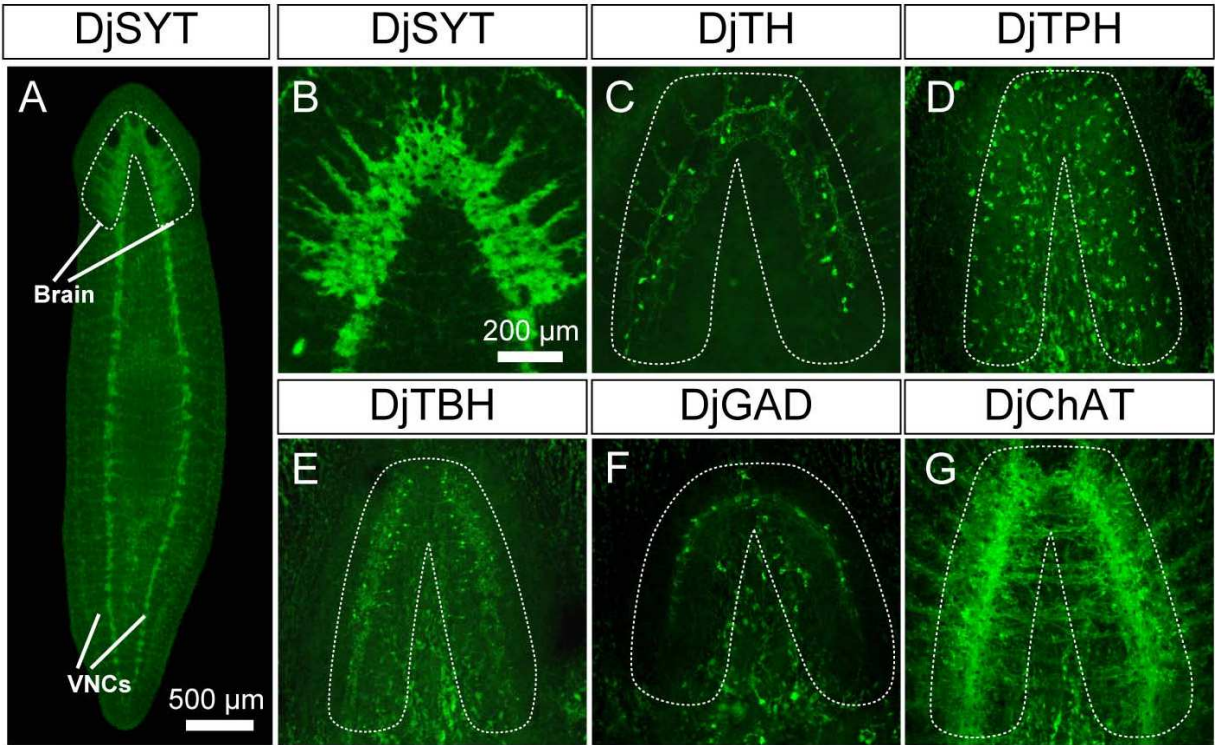 DjSYT
DjSYT
DjTH
DjTPH
A
B
C
D
Brain
200 µm
DjTBH
DjGAD
DjChAT
E
F
G
VNCs
500 µm